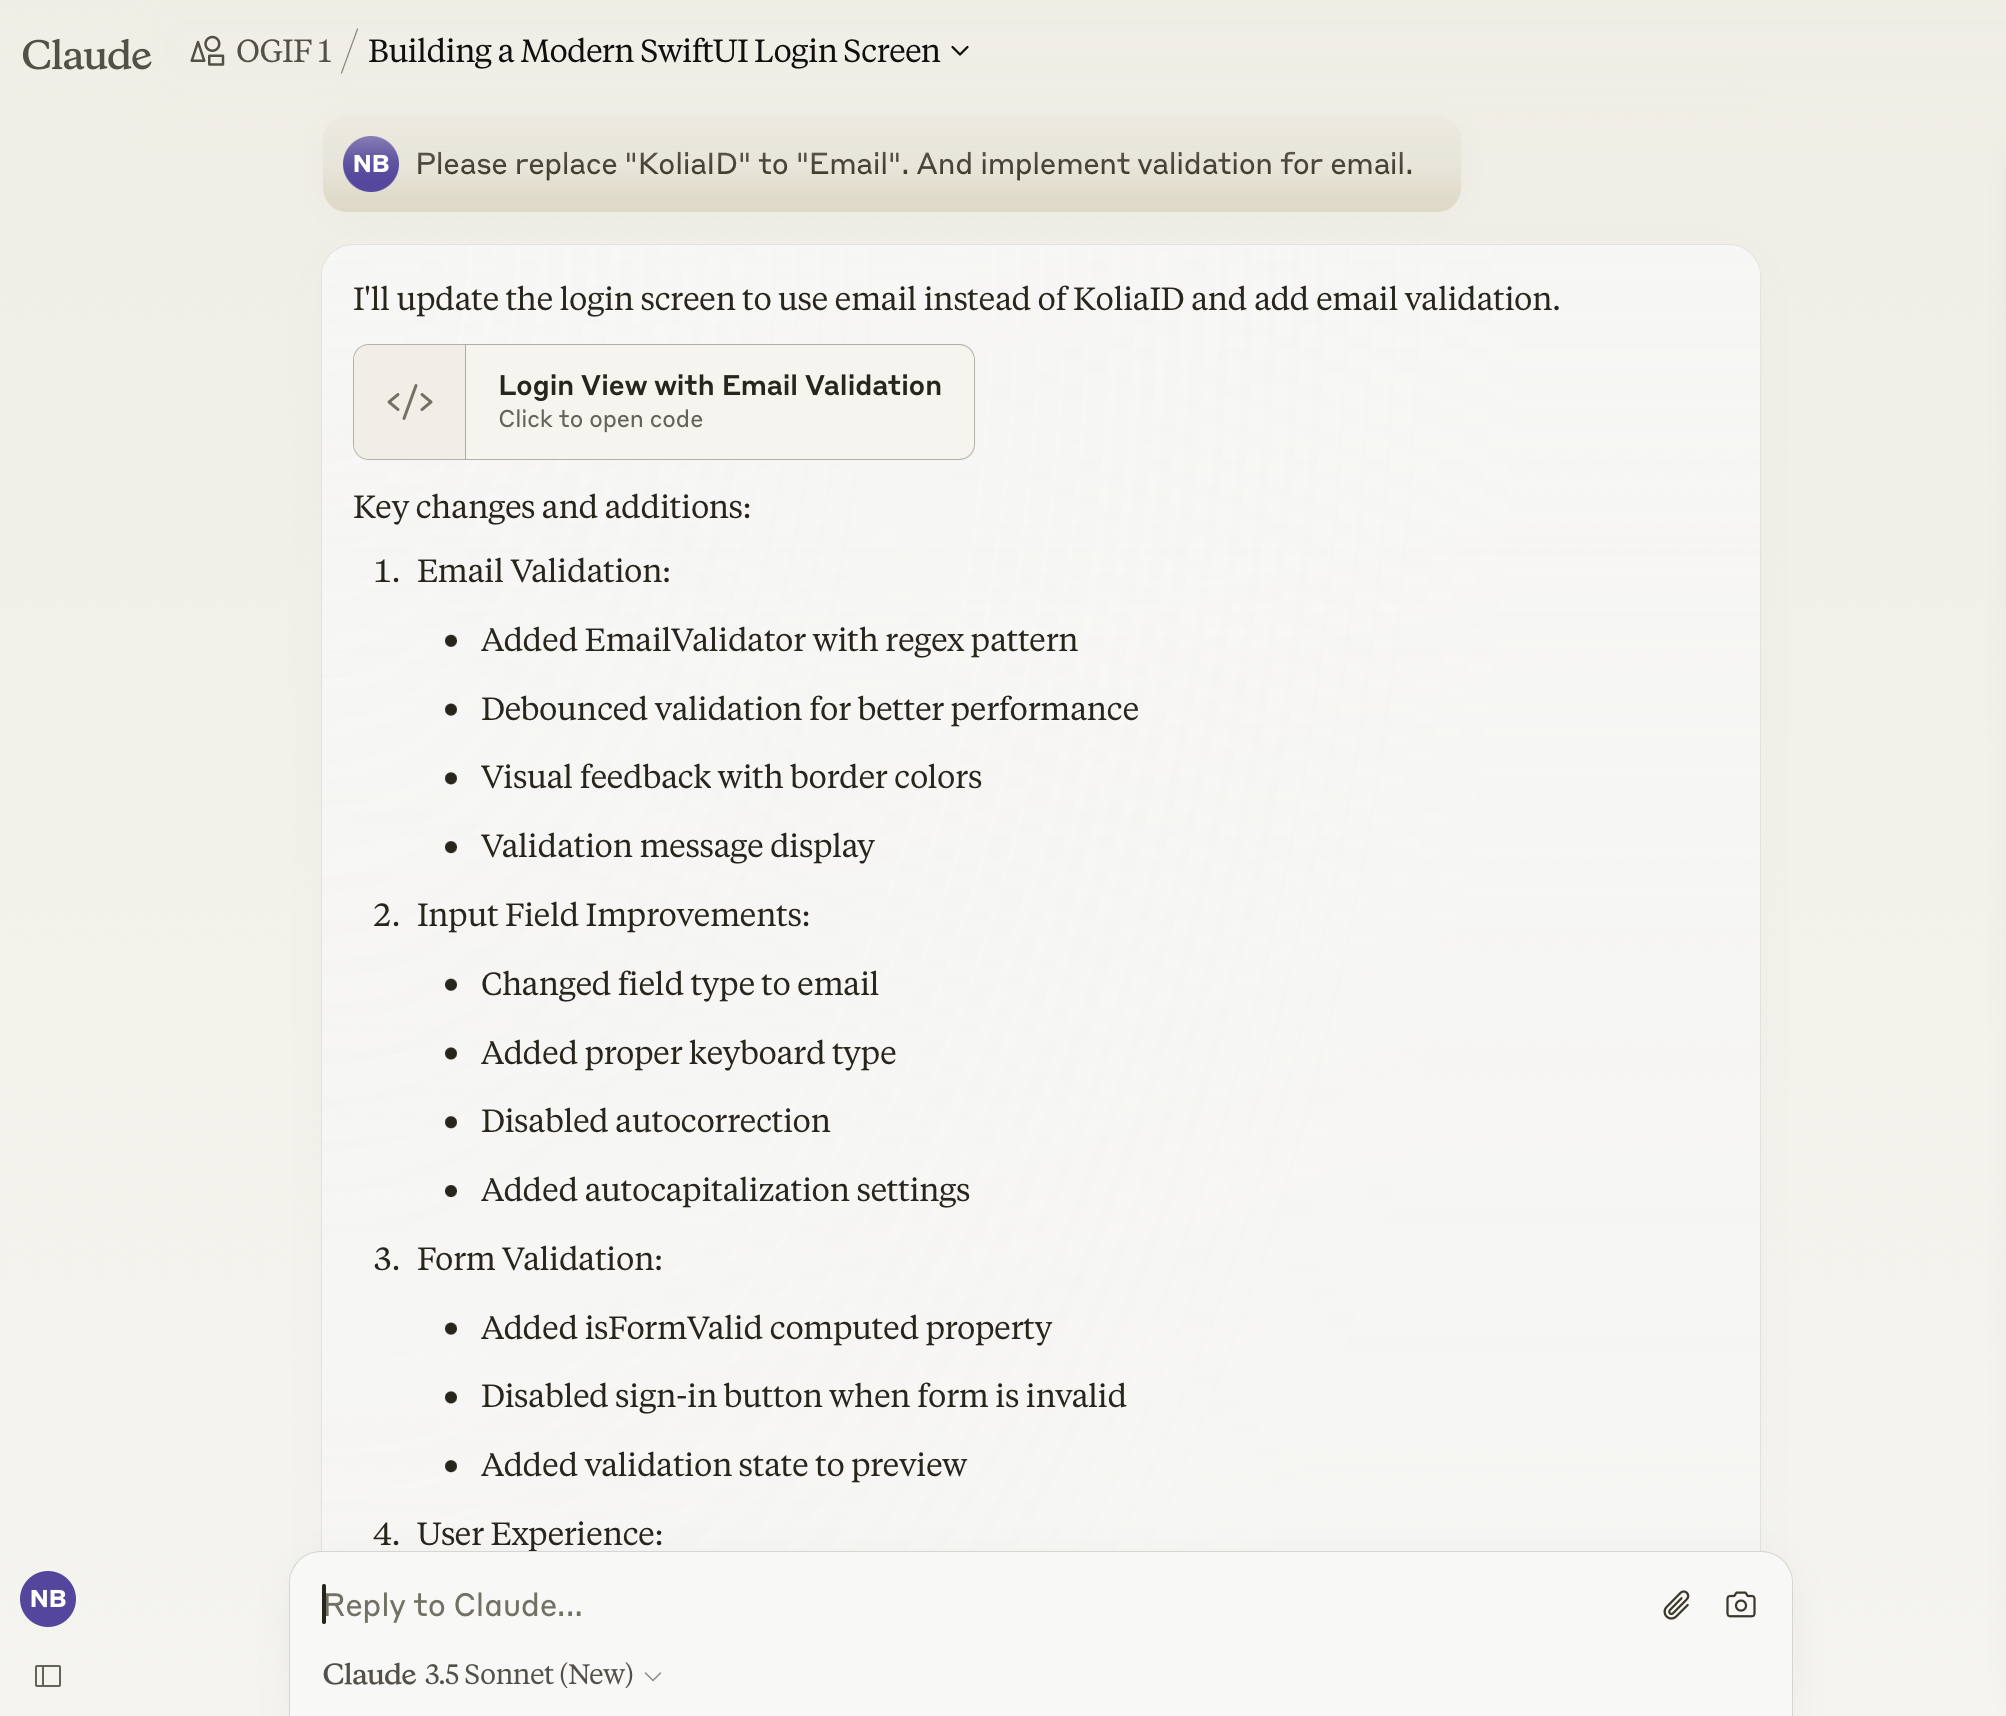 Claude OGIF 1 / Building a Modern SwiftUI Login Screen
NB Please replace "KoliaID" to "Email". And implement validation for email.
I'll update the login screen to use email instead of KoliaID and add email validation.
</> Login View with Email Validation
Click to open code
Key changes and additions:
1. Email Validation:
• Added EmailValidator with regex pattern
• Debounced validation for better performance
• Visual feedback with border colors
• Validation message display
2. Input Field Improvements:
• Changed field type to email
• Added proper keyboard type
• Disabled autocorrection
• Added autocapitalization settings
3. Form Validation:
• Added isFormValid computed property
• Disabled sign-in button when form is invalid
• Added validation state to preview
4. User Experience:
NB
Reply to Claude...
Claude 3.5 Sonnet (New)